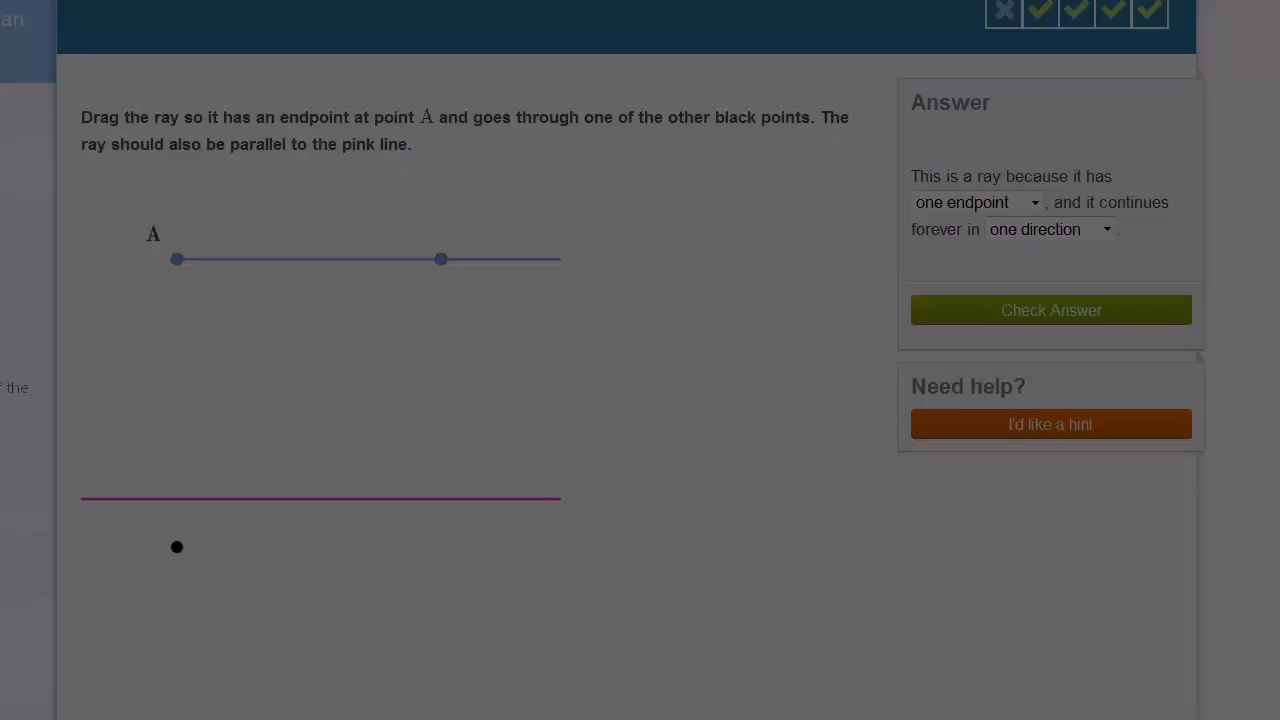 an
Drag the ray so it has an endpoint at point A and goes through one of the other black points. The
ray should also be parallel to the pink line.
A
f the
Answer
This is a ray because it has
one endpoint , and it continues
forever in one direction .
Check Answer
Need help?
I'd like a hint